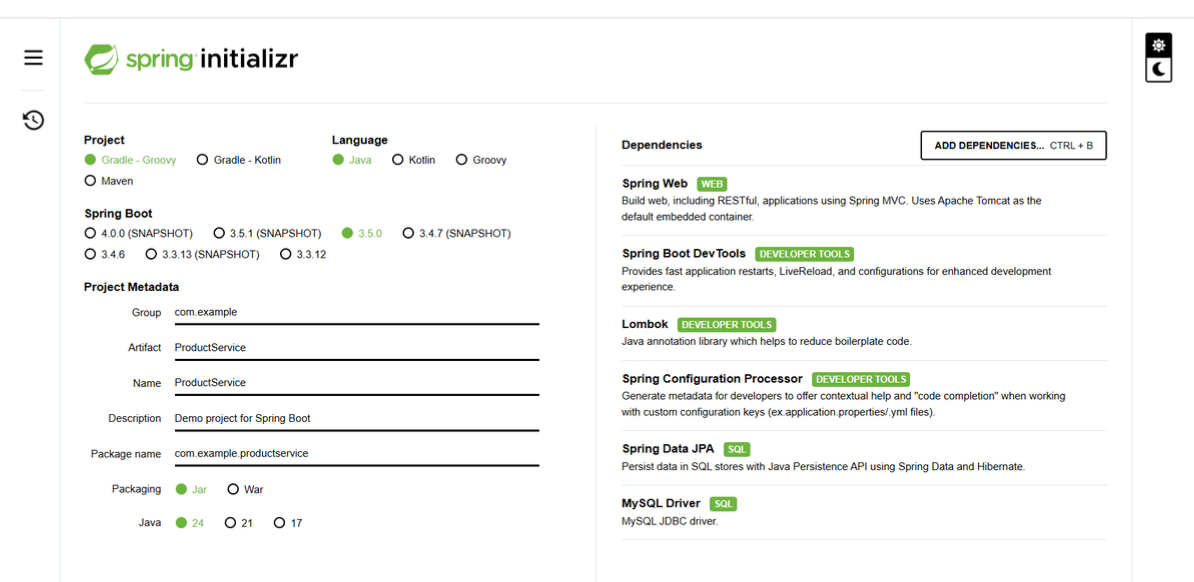 spring initializr
Project
Gradle - Groovy Gradle - Kotlin
Maven
Language
Java Kotlin Groovy
Spring Boot
4.0.0 (SNAPSHOT) 3.5.1 (SNAPSHOT) 3.5.0 3.4.7 (SNAPSHOT)
3.4.6 3.3.13 (SNAPSHOT) 3.3.12
Project Metadata
Group com.example
Artifact ProductService
Name ProductService
Description Demo project for Spring Boot
Package name com.example.productservice
Packaging Jar War
Java 24 21 17
Dependencies
ADD DEPENDENCIES... CTRL + B
Spring Web WEB
Build web, including RESTful, applications using Spring MVC. Uses Apache Tomcat as the
default embedded container.
Spring Boot DevTools DEVELOPER TOOLS
Provides fast application restarts, LiveReload, and configurations for enhanced development
experience.
Lombok DEVELOPER TOOLS
Java annotation library which helps to reduce boilerplate code.
Spring Configuration Processor DEVELOPER TOOLS
Generate metadata for developers to offer contextual help and "code completion" when working
with custom configuration keys (ex.application.properties/.yml files).
Spring Data JPA SQL
Persist data in SQL stores with Java Persistence API using Spring Data and Hibernate.
MySQL Driver SQL
MySQL JDBC driver.